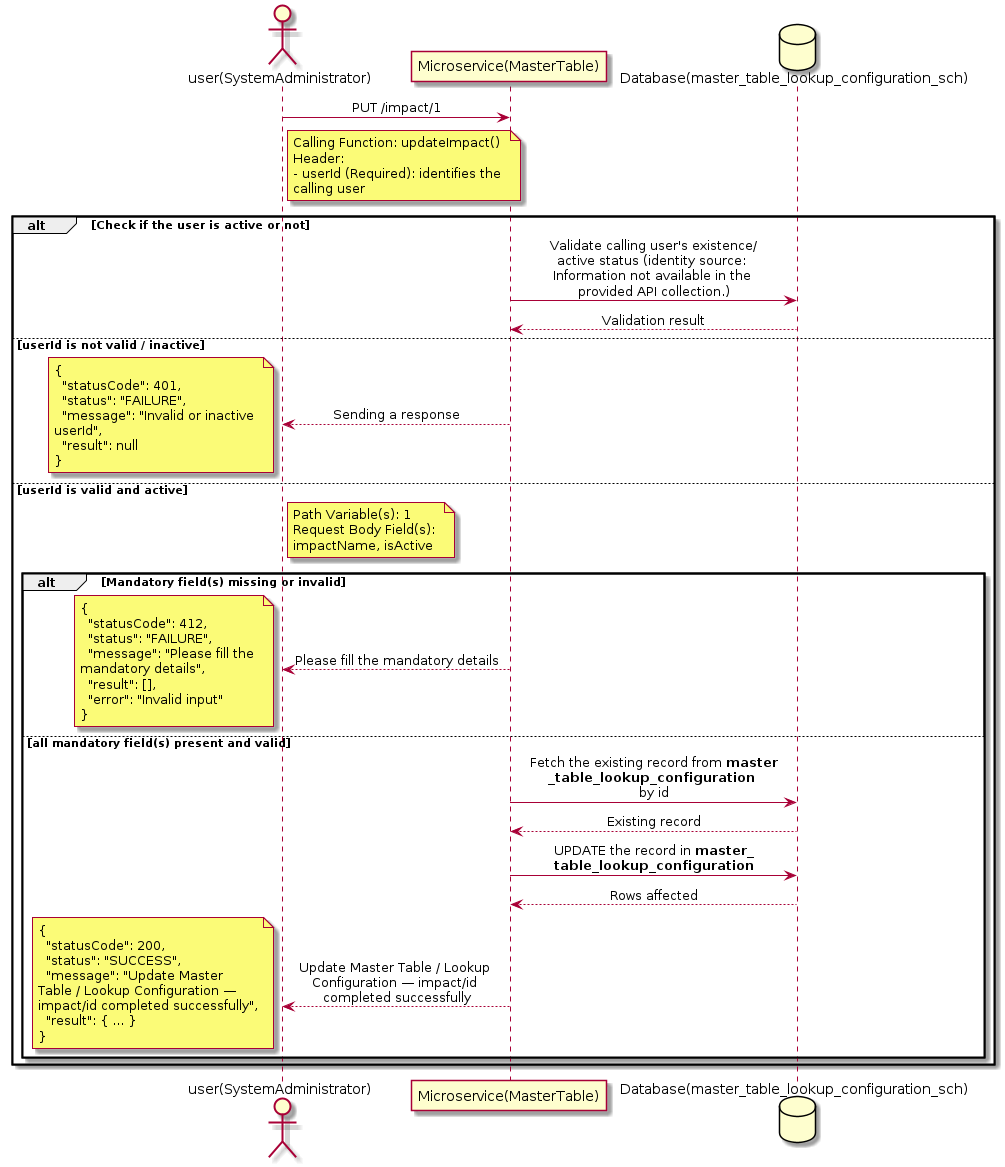 user(SystemAdministrator)
Microservice(MasterTable)
Database(master_table_lookup_configuration_sch)
PUT /impact/1
Calling Function: updateImpact()
Header:
- userId (Required): identifies the
calling user
alt
[Check if the user is active or not]
Validate calling user's existence/
active status (identity source:
Information not available in the
provided API collection.)
Validation result
[userId is not valid / inactive]
{
"statusCode": 401,
"status": "FAILURE",
"message": "Invalid or inactive
userId",
"result": null
}
Sending a response
[userId is valid and active]
Path Variable(s): 1
Request Body Field(s):
impactName, isActive
alt
[Mandatory field(s) missing or invalid]
{
"statusCode": 412,
"status": "FAILURE",
"message": "Please fill the
mandatory details",
"result": [],
"error": "Invalid input"
}
Please fill the mandatory details
[all mandatory field(s) present and valid]
Fetch the existing record from master
_table_lookup_configuration
by id
Existing record
UPDATE the record in master_
table_lookup_configuration
Rows affected
{
"statusCode": 200,
"status": "SUCCESS",
"message": "Update Master
Table / Lookup Configuration —
impact/id completed successfully",
"result": { ... }
}
Update Master Table / Lookup
Configuration — impact/id
completed successfully
user(SystemAdministrator)
Microservice(MasterTable)
Database(master_table_lookup_configuration_sch)